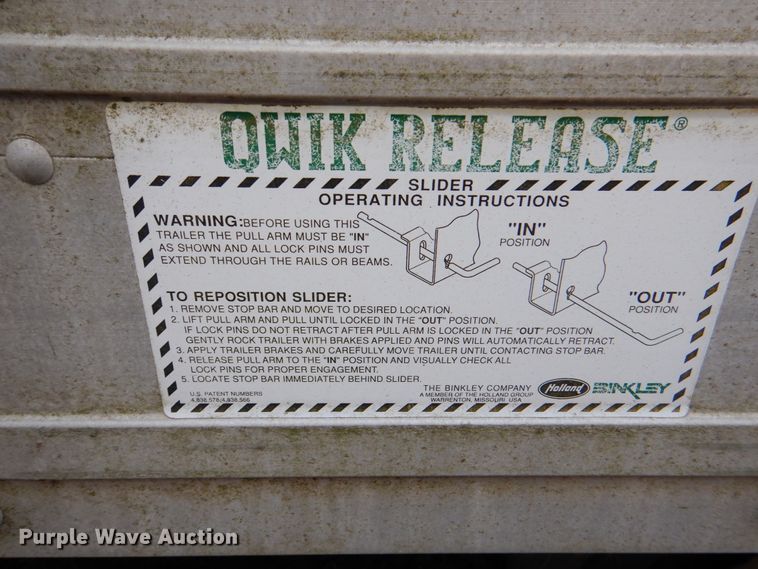 QWIK RELEASE®
SLIDER
OPERATING INSTRUCTIONS
WARNING: BEFORE USING THIS
TRAILER THE PULL ARM MUST BE "IN"
AS SHOWN AND ALL LOCK PINS MUST
EXTEND THROUGH THE RAILS OR BEAMS.
"IN"
POSITION
"OUT"
POSITION
TO REPOSITION SLIDER:
1. REMOVE STOP BAR AND MOVE TO DESIRED LOCATION.
2. LIFT PULL ARM AND PULL UNTIL LOCKED IN THE "OUT" POSITION.
IF LOCK PINS DO NOT RETRACT AFTER PULL ARM IS LOCKED IN THE "OUT" POSITION
GENTLY ROCK TRAILER WITH BRAKES APPLIED AND PINS WILL AUTOMATICALLY RETRACT.
3. APPLY TRAILER BRAKES AND CAREFULLY MOVE TRAILER UNTIL CONTACTING STOP BAR.
4. RELEASE PULL ARM TO THE "IN" POSITION AND VISUALLY CHECK ALL
LOCK PINS FOR PROPER ENGAGEMENT.
5. LOCATE STOP BAR IMMEDIATELY BEHIND SLIDER.
U.S. PATENT NUMBERS
4,838,578; 4,838,566
THE BINKLEY COMPANY
A MEMBER OF THE HOLLAND GROUP
WARRENTON, MISSOURI USA
Holland
BINKLEY
Purple Wave Auction